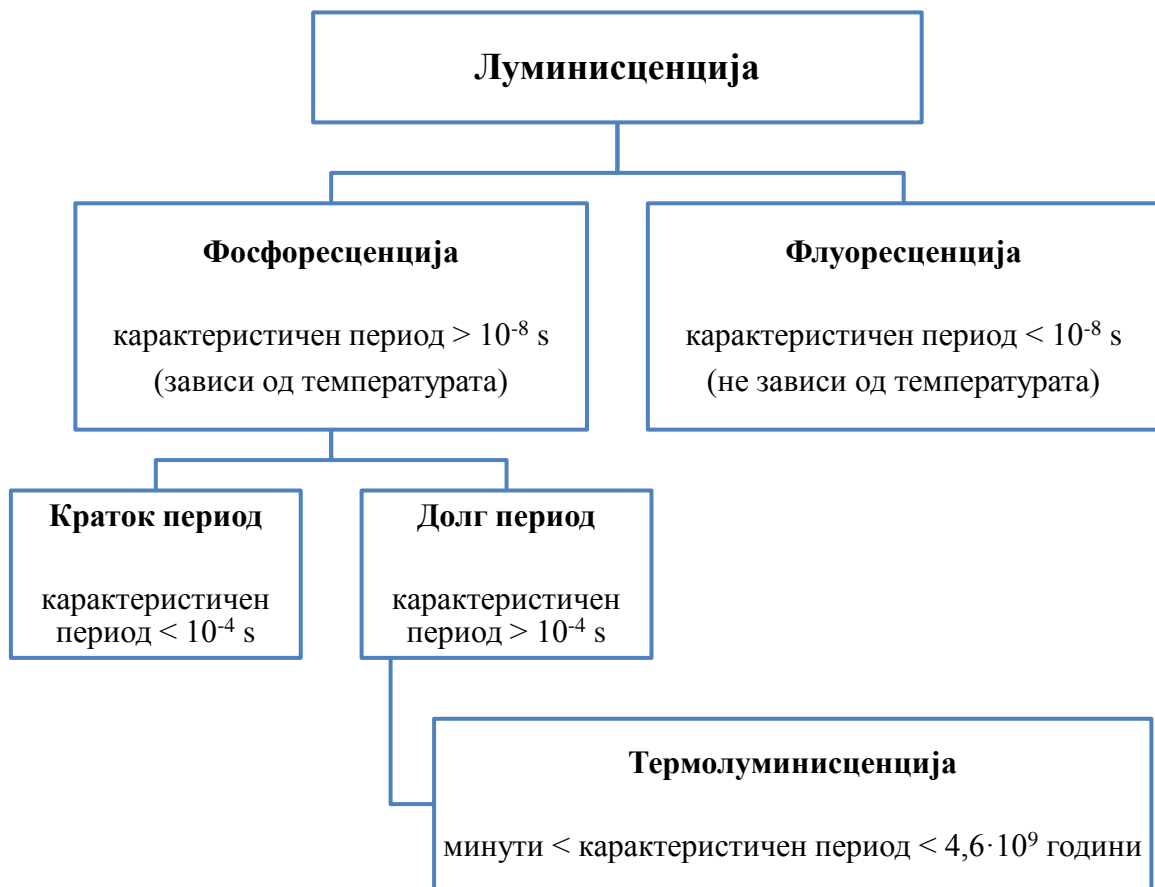 Луминисценција
Фосфоресценција
карактеристичен период > 10⁻⁸ s
(зависи од температурата)
Флуоресценција
карактеристичен период < 10⁻⁸ s
(не зависи од температурата)
Краток период
карактеристичен
период < 10⁻⁴ s
Долг период
карактеристичен
период > 10⁻⁴ s
Термолуминисценција
минути < карактеристичен период < 4,6·10⁹ години